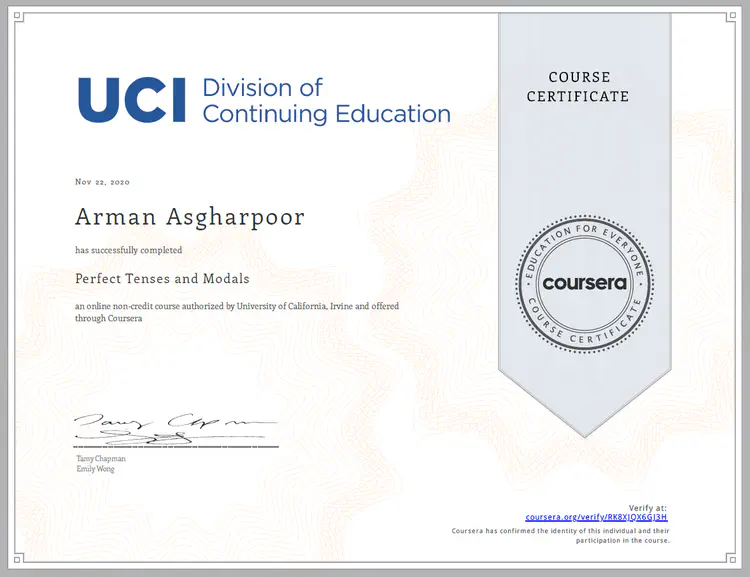 UCI Division of
Continuing Education
COURSE
CERTIFICATE
Nov 22, 2020
Arman Asgharpoor
has successfully completed
Perfect Tenses and Modals
an online non-credit course authorized by University of California, Irvine and offered
through Coursera
EDUCATION FOR EVERYONE
coursera
COURSE CERTIFICATE
Tamy Chapman
Emily Wong
Verify at:
coursera.org/verify/RK8XJQX6GJ3H
Coursera has confirmed the identity of this individual and their
participation in the course.